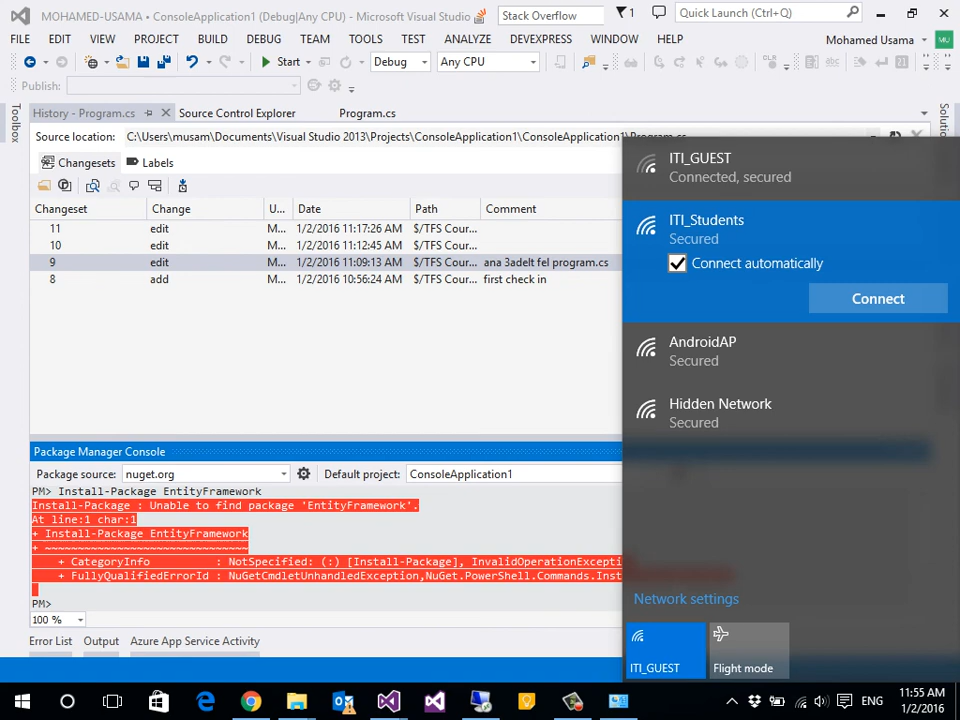 MOHAMED-USAMA ▸ ConsoleApplication1 (Debug|Any CPU) - Microsoft Visual Studio
Stack Overflow
1
Quick Launch (Ctrl+Q)
FILE EDIT VIEW PROJECT BUILD DEBUG TEAM TOOLS TEST ANALYZE DEVEXPRESS WINDOW HELP
Mohamed Usama
MU
Start Debug Any CPU
Publish:
Toolbox
History - Program.cs Source Control Explorer Program.cs
Source location: C:\Users\musam\Documents\Visual Studio 2013\Projects\ConsoleApplication1\ConsoleApplication1\Program.cs
Changesets Labels
Changeset Change U... Date Path Comment
11 edit M... 1/2/2016 11:17:26 AM $/TFS Cour...
10 edit M... 1/2/2016 11:12:45 AM $/TFS Cour...
9 edit M... 1/2/2016 11:09:13 AM $/TFS Cour... ana 3adelt fel program.cs
8 add M... 1/2/2016 10:56:24 AM $/TFS Cour... first check in
Package Manager Console
Package source: nuget.org Default project: ConsoleApplication1
PM> Install-Package EntityFramework
Install-Package : Unable to find package 'EntityFramework'.
At line:1 char:1
+ Install-Package EntityFramework
+ ~~~~~~~~~~~~~~~~~~~~~~~~~~~~~~~
+ CategoryInfo : NotSpecified: (:) [Install-Package], InvalidOperationExcepti
+ FullyQualifiedErrorId : NuGetCmdletUnhandledException,NuGet.PowerShell.Commands.Inst
PM>
100 %
Error List Output Azure App Service Activity
ITI_GUEST
Connected, secured
ITI_Students
Secured
Connect automatically
Connect
AndroidAP
Secured
Hidden Network
Secured
Network settings
ITI_GUEST
Flight mode
ENG
11:55 AM
1/2/2016